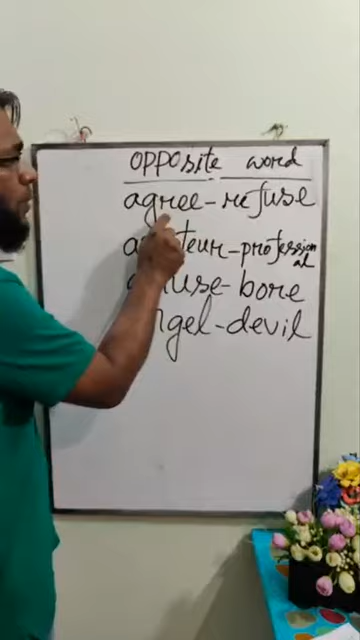 opposite word
agree - refuse
amateur - professional
amuse - bore
angel - devil